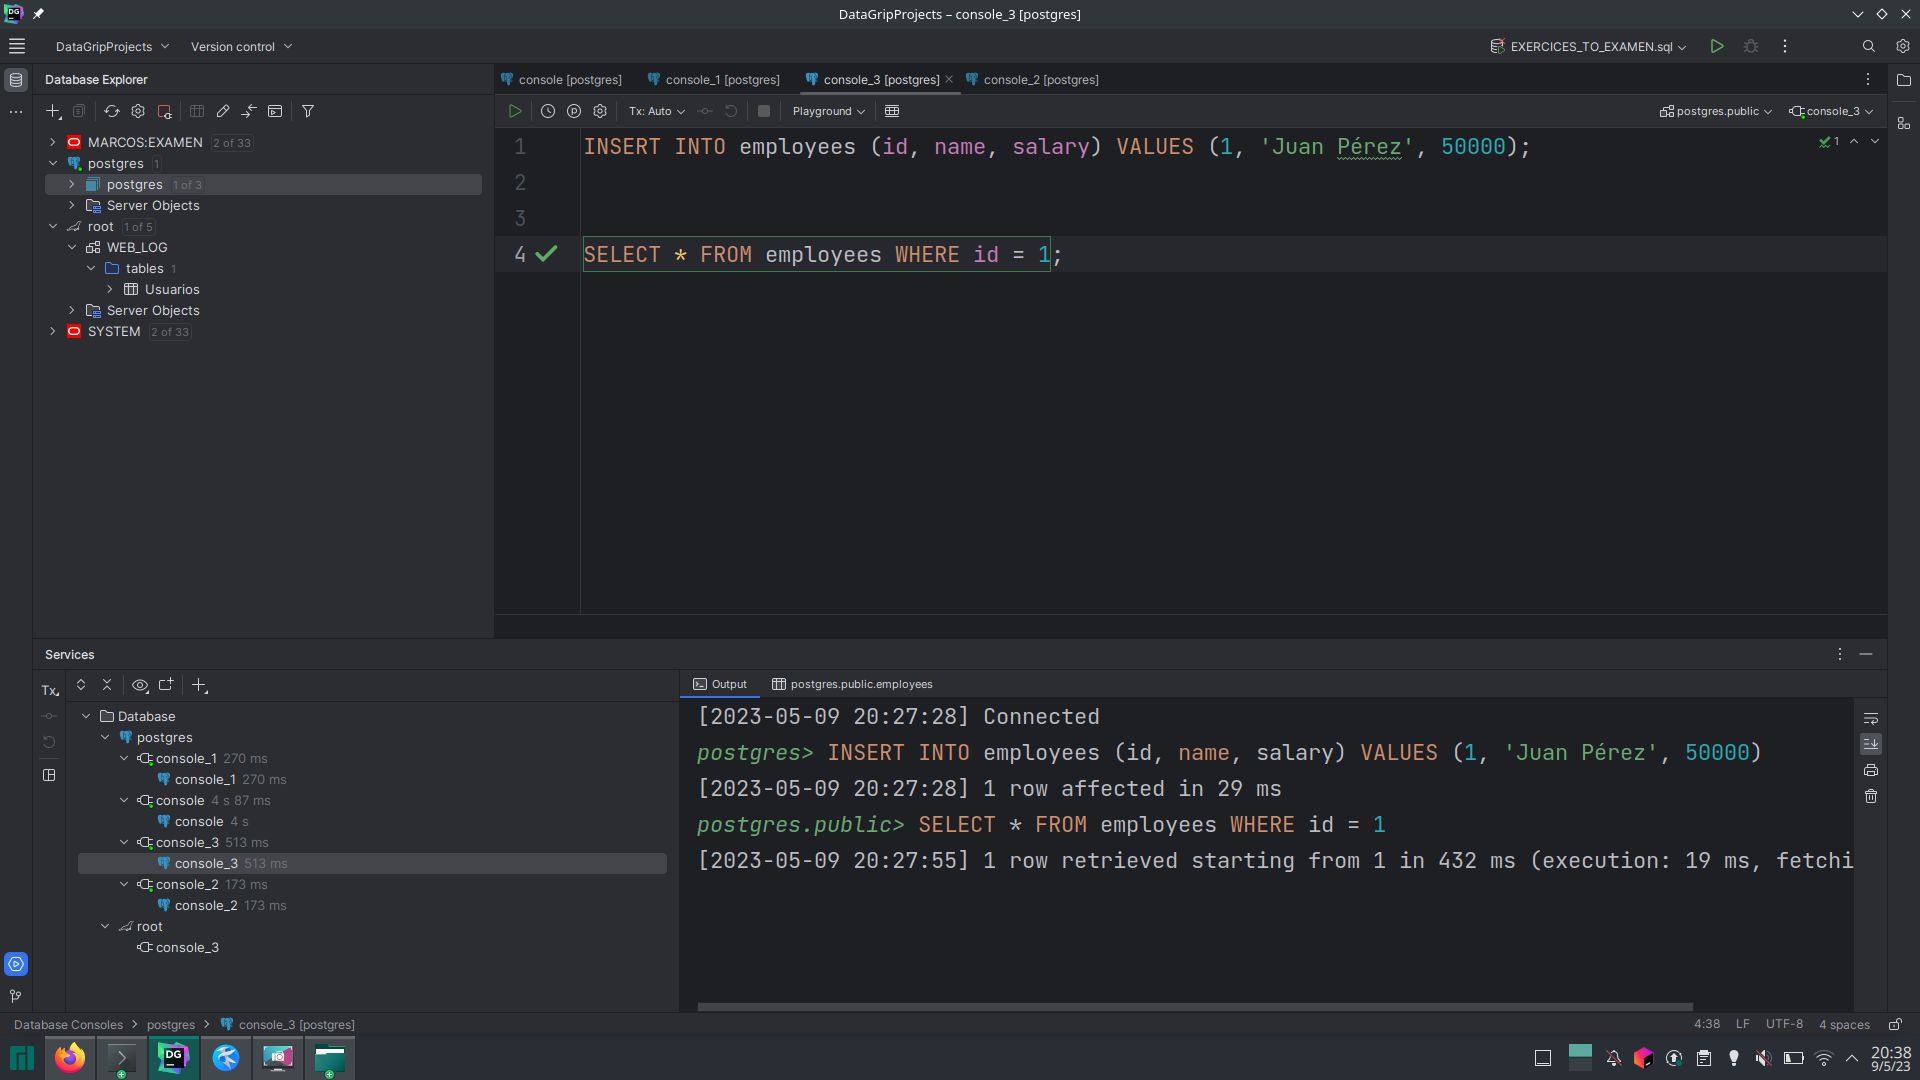 DataGripProjects – console_3 [postgres]
DataGripProjects
Version control
EXERCICES_TO_EXAMEN.sql
Database Explorer
console [postgres]
console_1 [postgres]
console_3 [postgres]
console_2 [postgres]
Tx: Auto
Playground
postgres.public
console_3
MARCOS:EXAMEN 2 of 33
postgres 1
postgres 1 of 3
Server Objects
root 1 of 5
WEB_LOG
tables 1
Usuarios
Server Objects
SYSTEM 2 of 33
1 INSERT INTO employees (id, name, salary) VALUES (1, 'Juan Pérez', 50000);
1
2
3
4 SELECT * FROM employees WHERE id = 1;
Services
Tx
Database
postgres
console_1 270 ms
console_1 270 ms
console 4 s 87 ms
console 4 s
console_3 513 ms
console_3 513 ms
console_2 173 ms
console_2 173 ms
root
console_3
Output
postgres.public.employees
[2023-05-09 20:27:28] Connected
postgres> INSERT INTO employees (id, name, salary) VALUES (1, 'Juan Pérez', 50000)
[2023-05-09 20:27:28] 1 row affected in 29 ms
postgres.public> SELECT * FROM employees WHERE id = 1
[2023-05-09 20:27:55] 1 row retrieved starting from 1 in 432 ms (execution: 19 ms, fetchi
Database Consoles > postgres > console_3 [postgres]
4:38 LF UTF-8 4 spaces
DG
20:38
9/5/23